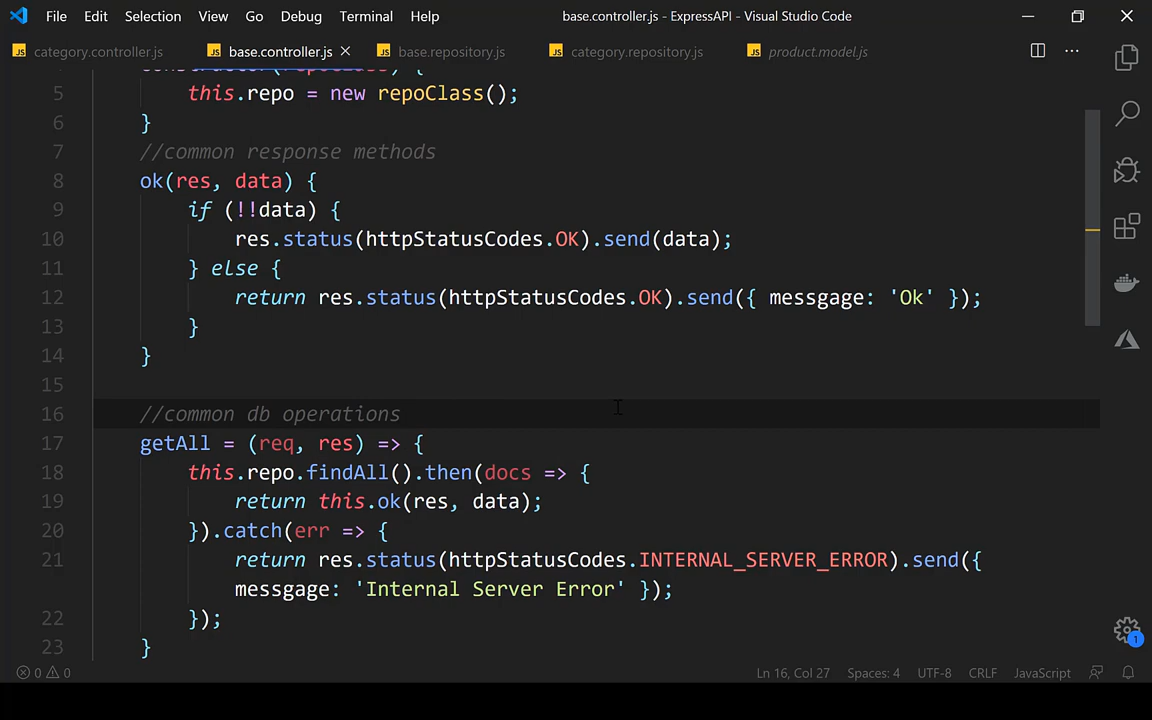 File Edit Selection View Go Debug Terminal Help base.controller.js - ExpressAPI - Visual Studio Code
JS category.controller.js JS base.controller.js JS base.repository.js JS category.repository.js JS product.model.js
5 this.repo = new repoClass();
6 }
7 //common response methods
8 ok(res, data) {
9 if (!!data) {
10 res.status(httpStatusCodes.OK).send(data);
11 } else {
12 return res.status(httpStatusCodes.OK).send({ messgage: 'Ok' });
13 }
14 }
15
16 //common db operations
17 getAll = (req, res) => {
18 this.repo.findAll().then(docs => {
19 return this.ok(res, data);
20 }).catch(err => {
21 return res.status(httpStatusCodes.INTERNAL_SERVER_ERROR).send({
messgage: 'Internal Server Error' });
22 });
23 }
1
0 0 Ln 16, Col 27 Spaces: 4 UTF-8 CRLF JavaScript